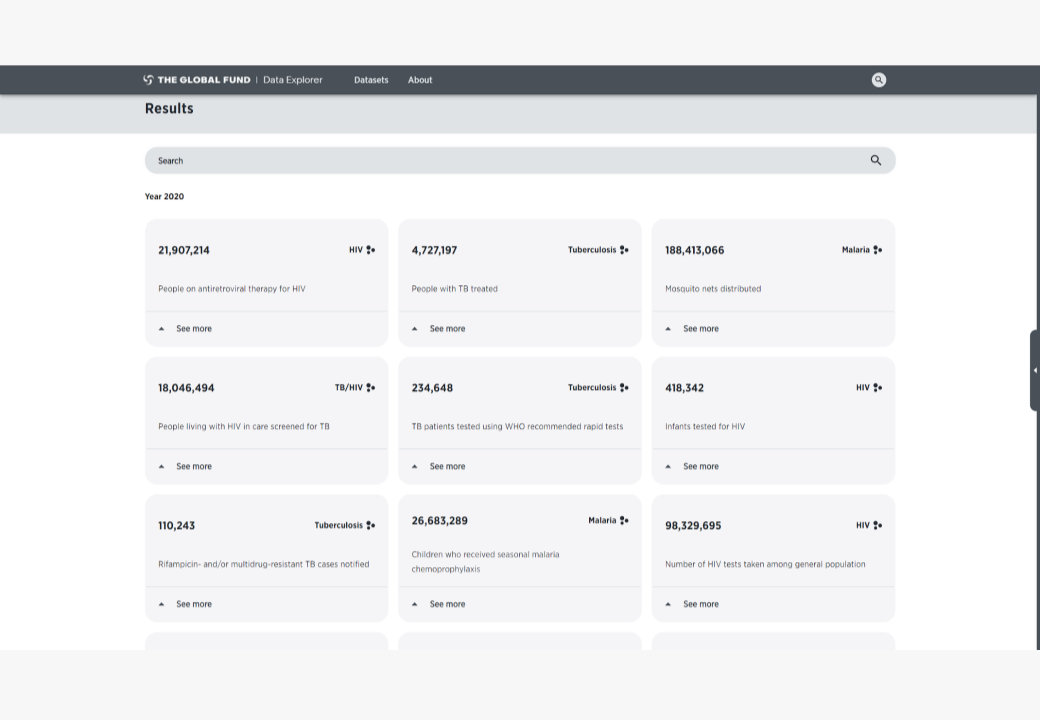 THE GLOBAL FUND | Data Explorer Datasets About
Results
Search
Year 2020
21,907,214 HIV
People on antiretroviral therapy for HIV
See more
4,727,197 Tuberculosis
People with TB treated
See more
188,413,066 Malaria
Mosquito nets distributed
See more
18,046,494 TB/HIV
People living with HIV in care screened for TB
See more
234,648 Tuberculosis
TB patients tested using WHO recommended rapid tests
See more
418,342 HIV
Infants tested for HIV
See more
110,243 Tuberculosis
Rifampicin- and/or multidrug-resistant TB cases notified
See more
26,683,289 Malaria
Children who received seasonal malaria
chemoprophylaxis
See more
98,329,695 HIV
Number of HIV tests taken among general population
See more